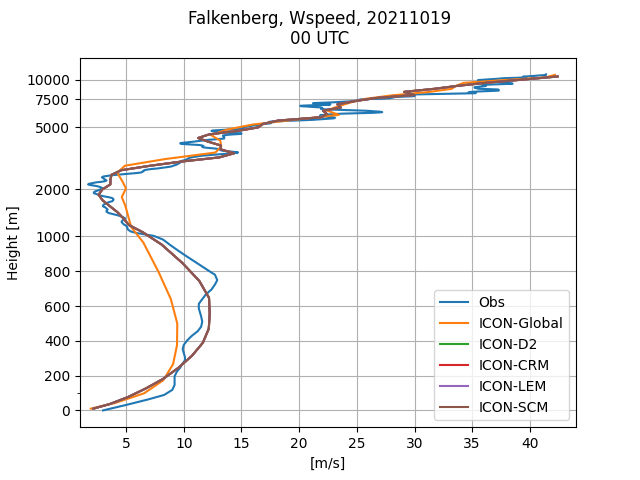 Falkenberg, Wspeed, 20211019
00 UTC
Height [m]
10000
7500
5000
2000
1000
800
600
400
200
0
Obs
ICON-Global
ICON-D2
ICON-CRM
ICON-LEM
ICON-SCM
5 10 15 20 25 30 35 40
[m/s]